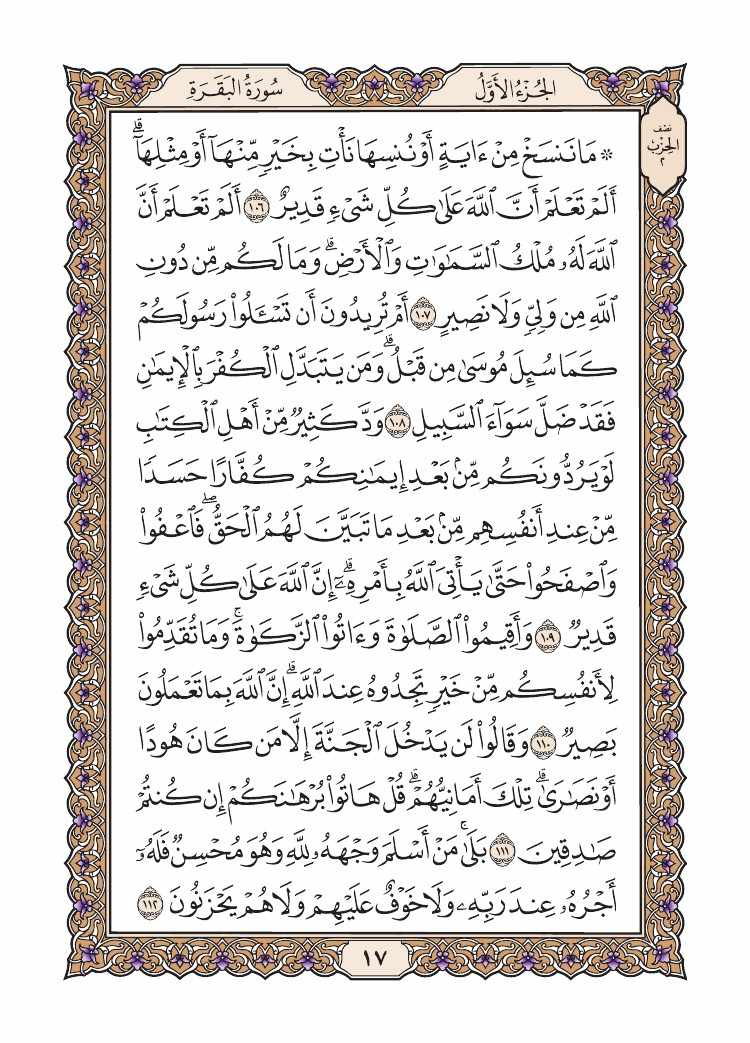 الجُزْءُ الأَوَّلُ
سُورَةُ البَقَرَةِ
نصف
الحِزْب
٢
۞ مَا نَنسَخْ مِنْ ءَايَةٍ أَوْ نُنسِهَا نَأْتِ بِخَيْرٍ مِّنْهَآ أَوْ مِثْلِهَآۗ
أَلَمْ تَعْلَمْ أَنَّ ٱللَّهَ عَلَىٰ كُلِّ شَىْءٍ قَدِيرٌ ١٠٦ أَلَمْ تَعْلَمْ أَنَّ
ٱللَّهَ لَهُۥ مُلْكُ ٱلسَّمَـٰوَٰتِ وَٱلْأَرْضِۗ وَمَا لَكُم مِّن دُونِ
ٱللَّهِ مِن وَلِىٍّ وَلَا نَصِيرٍ ١٠٧ أَمْ تُرِيدُونَ أَن تَسْـَٔلُوا۟ رَسُولَكُمْ
كَمَا سُئِلَ مُوسَىٰ مِن قَبْلُۗ وَمَن يَتَبَدَّلِ ٱلْكُفْرَ بِٱلْإِيمَـٰنِ
فَقَدْ ضَلَّ سَوَآءَ ٱلسَّبِيلِ ١٠٨ وَدَّ كَثِيرٌ مِّنْ أَهْلِ ٱلْكِتَـٰبِ
لَوْ يَرُدُّونَكُم مِّنۢ بَعْدِ إِيمَـٰنِكُمْ كُفَّارًا حَسَدًا
مِّنْ عِندِ أَنفُسِهِم مِّنۢ بَعْدِ مَا تَبَيَّنَ لَهُمُ ٱلْحَقُّۖ فَٱعْفُوا۟
وَٱصْفَحُوا۟ حَتَّىٰ يَأْتِىَ ٱللَّهُ بِأَمْرِهِۦٓۗ إِنَّ ٱللَّهَ عَلَىٰ كُلِّ شَىْءٍ
قَدِيرٌ ١٠٩ وَأَقِيمُوا۟ ٱلصَّلَوٰةَ وَءَاتُوا۟ ٱلزَّكَوٰةَۚ وَمَا تُقَدِّمُوا۟
لِأَنفُسِكُم مِّنْ خَيْرٍ تَجِدُوهُ عِندَ ٱللَّهِۗ إِنَّ ٱللَّهَ بِمَا تَعْمَلُونَ
بَصِيرٌ ١١٠ وَقَالُوا۟ لَن يَدْخُلَ ٱلْجَنَّةَ إِلَّا مَن كَانَ هُودًا
أَوْ نَصَـٰرَىٰۗ تِلْكَ أَمَانِيُّهُمْۗ قُلْ هَاتُوا۟ بُرْهَـٰنَكُمْ إِن كُنتُمْ
صَـٰدِقِينَ ١١١ بَلَىٰۚ مَنْ أَسْلَمَ وَجْهَهُۥ لِلَّهِ وَهُوَ مُحْسِنٌ فَلَهُۥٓ
أَجْرُهُۥ عِندَ رَبِّهِۦ وَلَا خَوْفٌ عَلَيْهِمْ وَلَا هُمْ يَحْزَنُونَ ١١٢
١٧